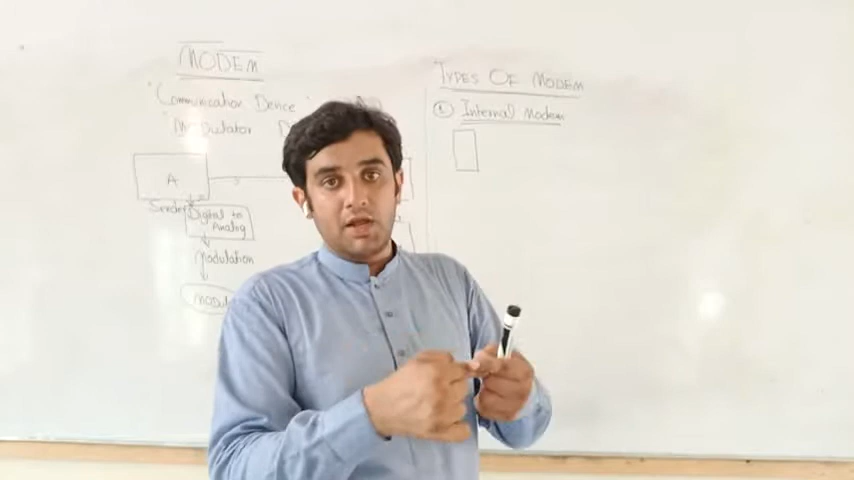 MODEM
"Communication Device"
Modulator
A
Sender
Digital to
Analog
Modulation
TYPES OF MODEM
① Internal Modem